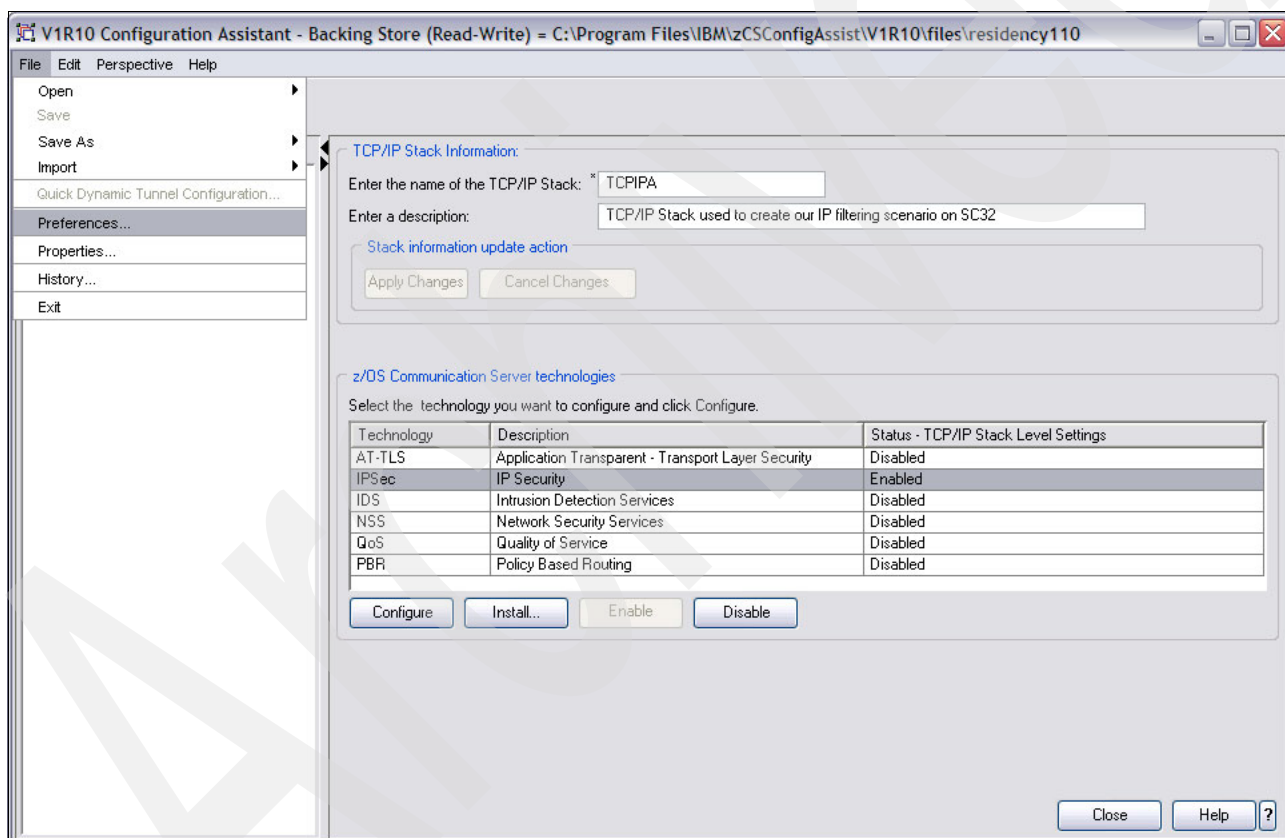 V1R10 Configuration Assistant - Backing Store (Read-Write) = C:\Program Files\IBM\zCSConfigAssist\V1R10\files\residency110
File Edit Perspective Help
Open
Save
Save As
Import
Quick Dynamic Tunnel Configuration...
Preferences...
Properties...
History...
Exit
TCP/IP Stack Information:
Enter the name of the TCP/IP Stack: * TCPIPA
Enter a description: TCP/IP Stack used to create our IP filtering scenario on SC32
Stack information update action
Apply Changes Cancel Changes
z/OS Communication Server technologies
Select the technology you want to configure and click Configure.
Technology Description Status - TCP/IP Stack Level Settings
AT-TLS Application Transparent - Transport Layer Security Disabled
IPSec IP Security Enabled
IDS Intrusion Detection Services Disabled
NSS Network Security Services Disabled
QoS Quality of Service Disabled
PBR Policy Based Routing Disabled
Configure Install... Enable Disable
Close Help ?